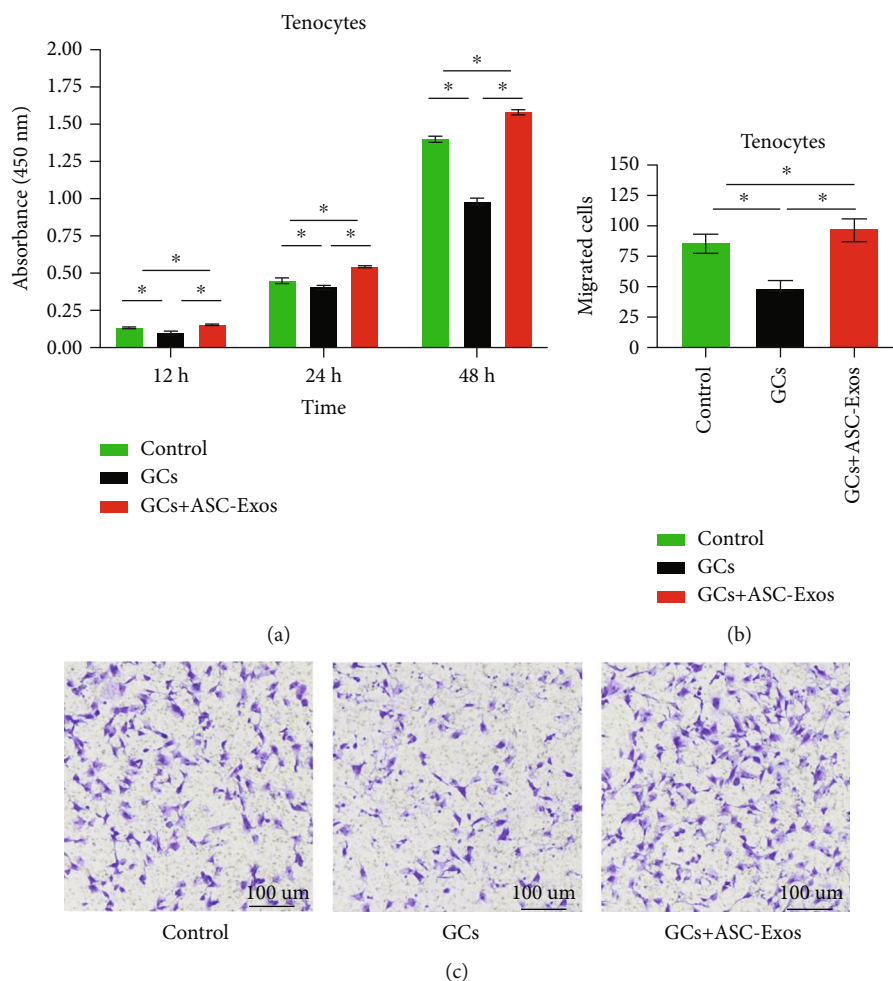 Tenocytes
Absorbance (450 nm)
2.00
1.75
1.50
1.25
1.00
0.75
0.50
0.25
0.00
* * *
* * *
* * *
12 h 24 h 48 h
Time
Control
GCs
GCs+ASC-Exos
(a)
Tenocytes
Migrated cells
150
125
100
75
50
25
0
*
* *
Control
GCs
GCs+ASC-Exos
Control
GCs
GCs+ASC-Exos
(b)
100 um 100 um 100 um
Control GCs GCs+ASC-Exos
(c)